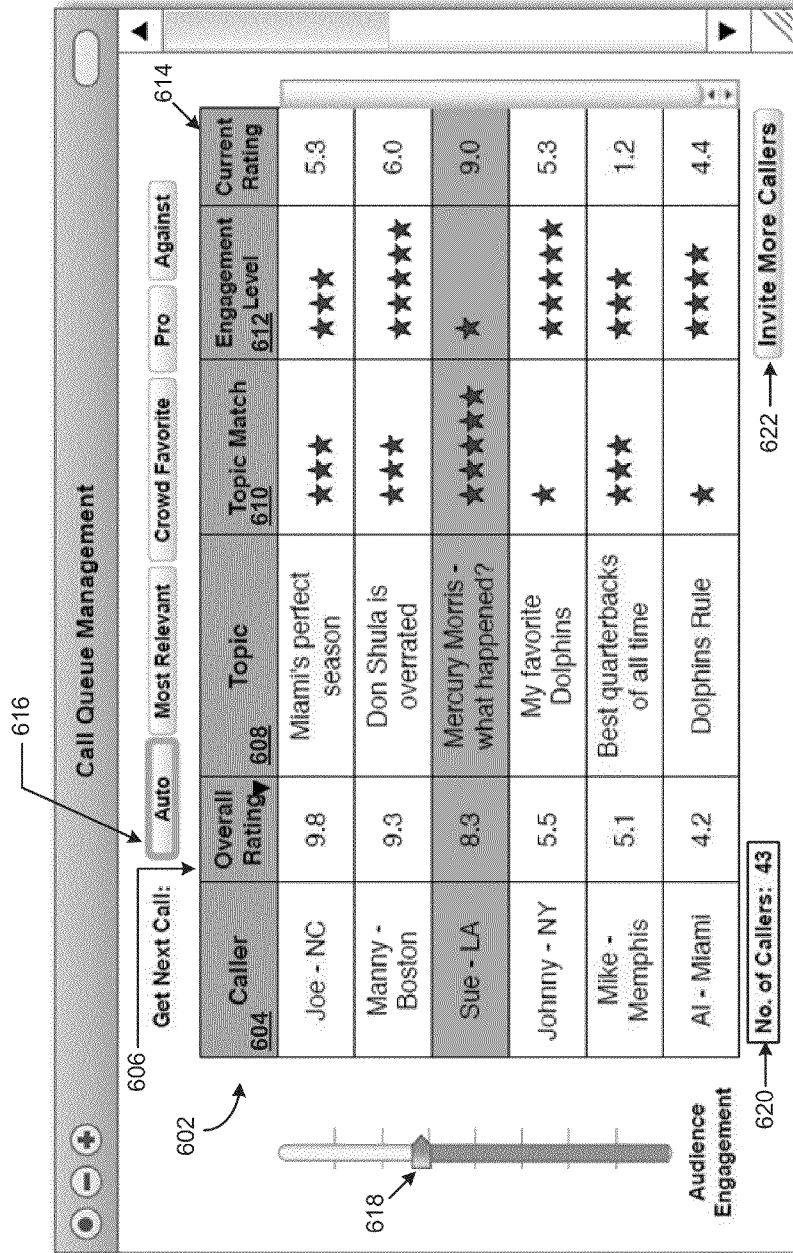 Call Queue Management
616
Get Next Call:
Auto
Most Relevant
Crowd Favorite
Pro
Against
606
614
602
Caller
604
Overall
Rating
Topic
608
Topic Match
610
Engagement
Level
612
Current
Rating
Joe - NC
9.8
Miami's perfect
season
★★★
★★★
5.3
Manny -
Boston
9.3
Don Shula is
overrated
★★★
★★★★★
6.0
Sue - LA
8.3
Mercury Morris -
what happened?
★★★★★
★
9.0
Johnny - NY
5.5
My favorite
Dolphins
★
★★★★★
5.3
Mike -
Memphis
5.1
Best quarterbacks
of all time
★★★
★★★
1.2
Al - Miami
4.2
Dolphins Rule
★
★★★★
4.4
618
Audience
Engagement
620
No. of Callers: 43
622
Invite More Callers